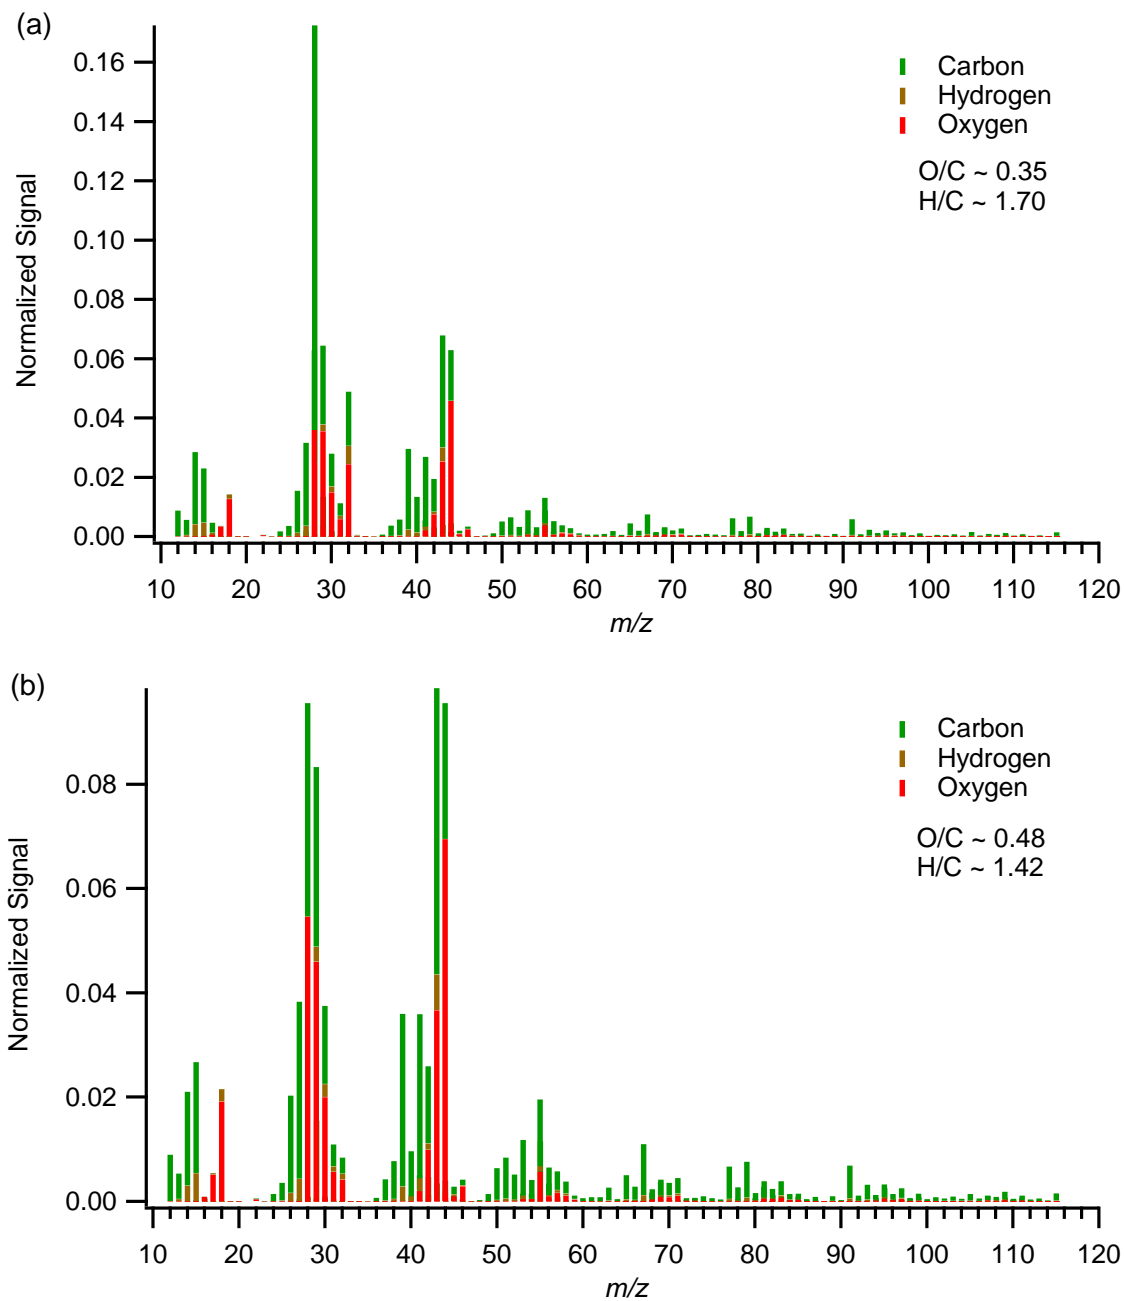 (a)
0.16
0.14
0.12
0.10
0.08
0.06
0.04
0.02
0.00
Normalized Signal
Carbon
Hydrogen
Oxygen
O/C ~ 0.35
H/C ~ 1.70
10 20 30 40 50 60 70 80 90 100 110 120
m/z
(b)
0.08
0.06
0.04
0.02
0.00
Normalized Signal
Carbon
Hydrogen
Oxygen
O/C ~ 0.48
H/C ~ 1.42
10 20 30 40 50 60 70 80 90 100 110 120
m/z